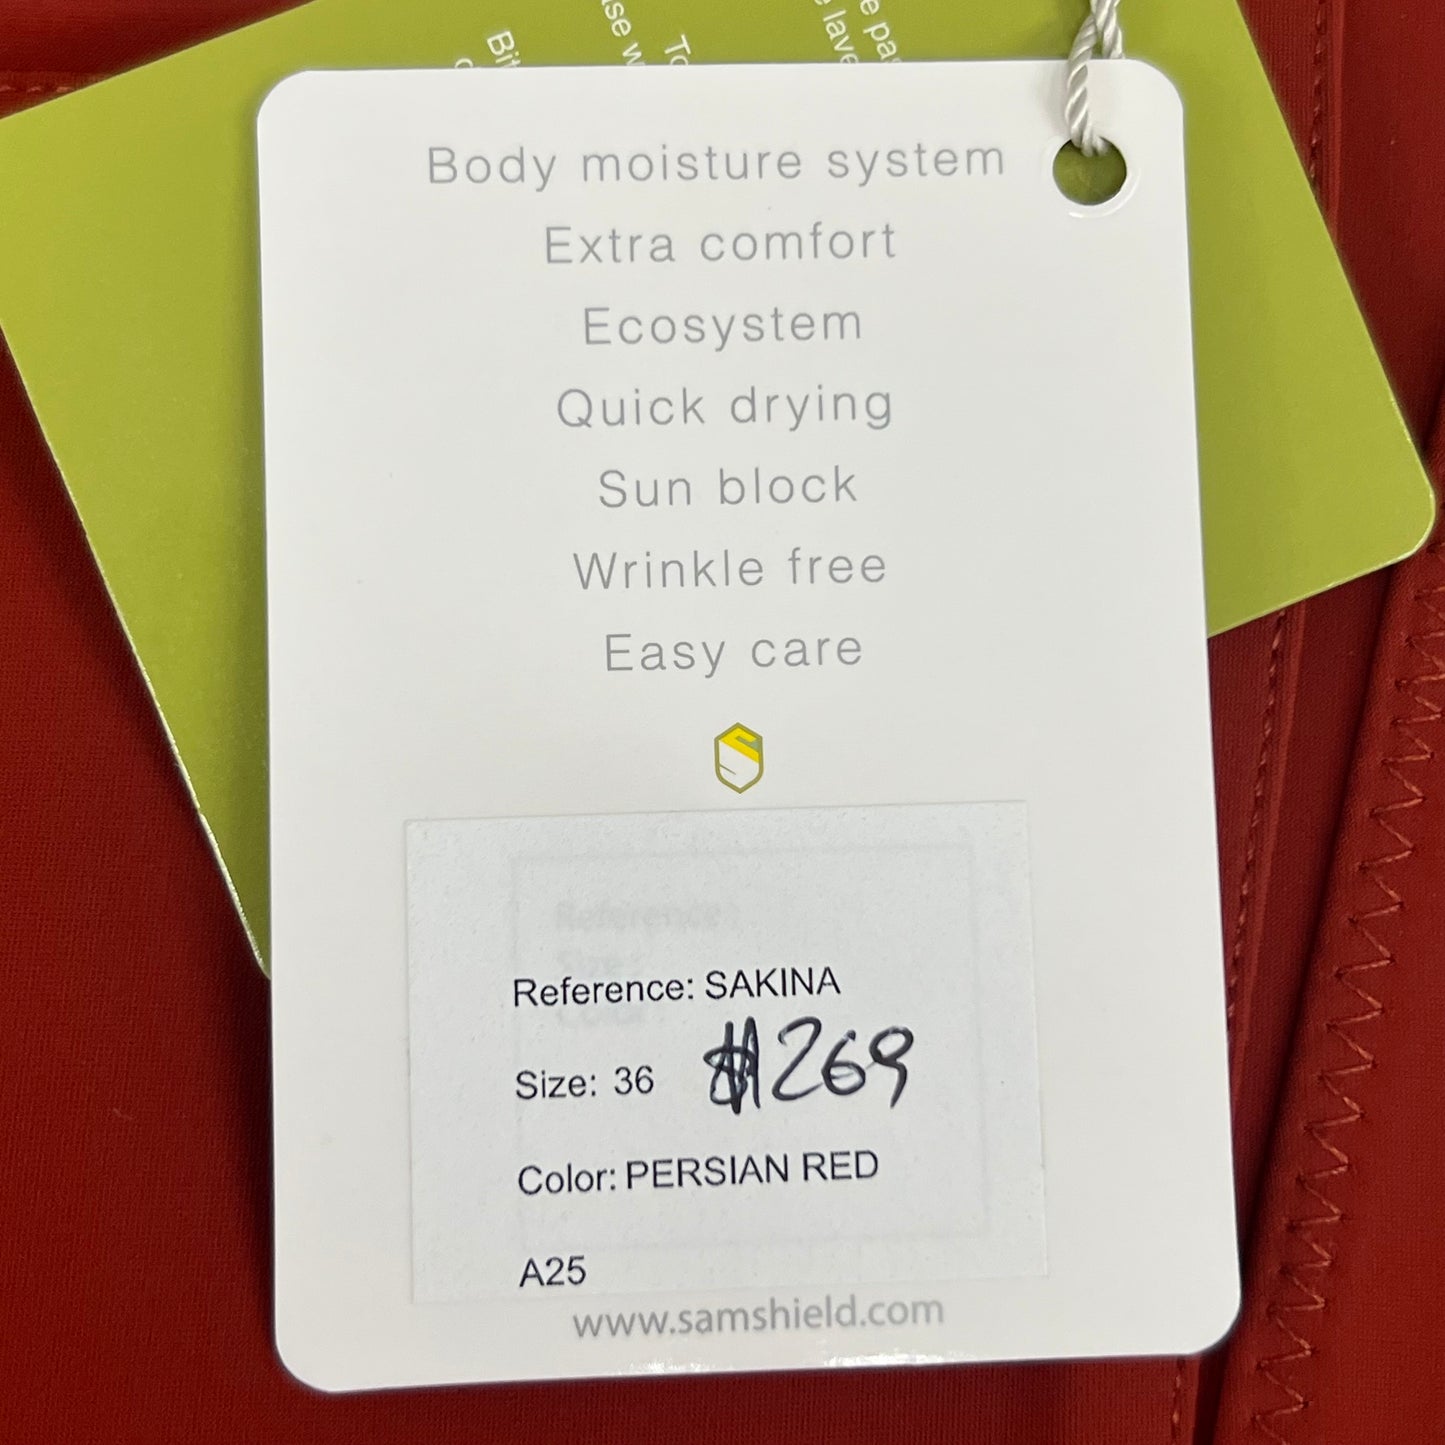 Body moisture system
Extra comfort
Ecosystem
Quick drying
Sun block
Wrinkle free
Easy care
Reference: SAKINA
Size: 36 $269
Color: PERSIAN RED
A25
www.samshield.com